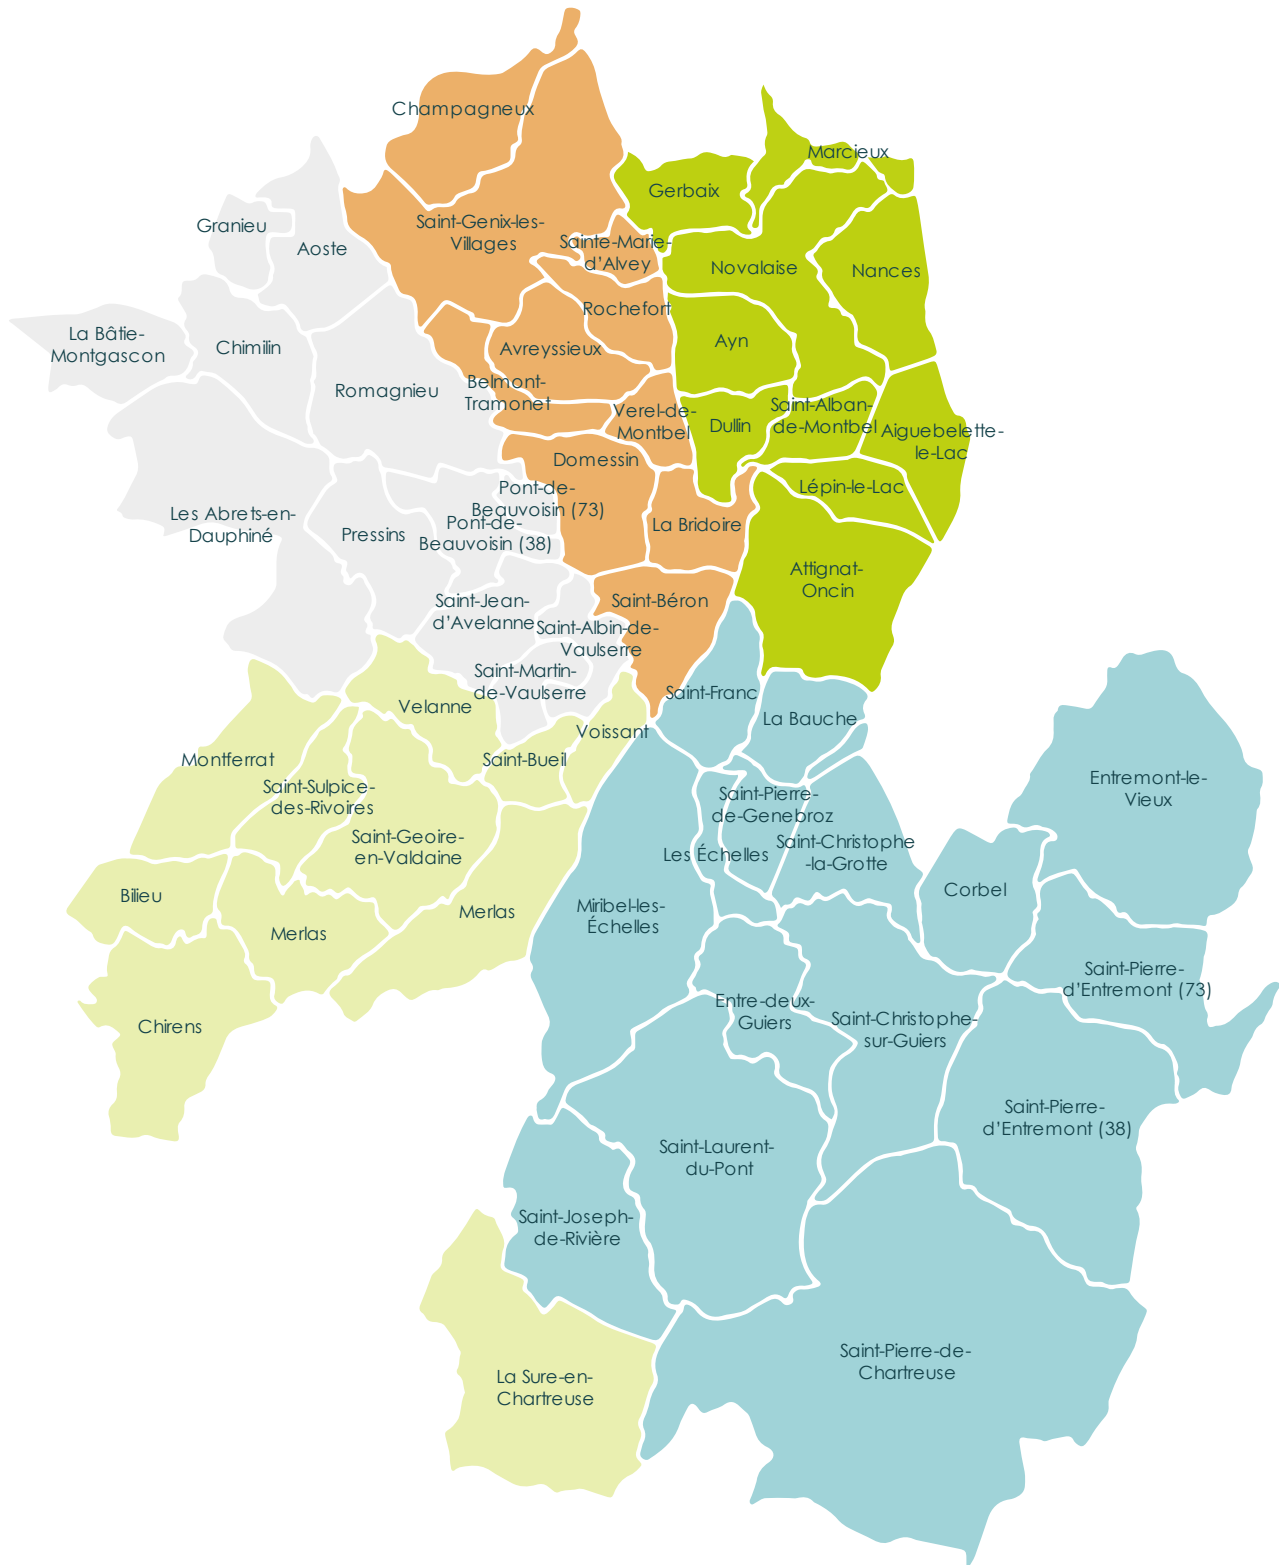 Champagneux
Marcieux
Gerbaix
Granieu
Saint-Genix-les-
Villages
Aoste
Sainte-Marie-
d'Alvey
Novalaise
Nances
Rochefort
La Bâtie-
Montgascon
Chimilin
Ayn
Avreyssieux
Romagnieu
Belmont-
Tramonet
Verel-de-
Montbel
Dullin
Saint-Alban-
de-Montbel
Aiguebelette-
le-Lac
Domessin
Lépin-le-Lac
Pont-de-
Beauvoisin (73)
Les Abrets-en-
Dauphiné
Pressins
Pont-de-
Beauvoisin (38)
La Bridoire
Attignat-
Oncin
Saint-Jean-
d'Avelanne
Saint-Béron
Saint-Albin-de-
Vaulserre
Saint-Martin-
de-Vaulserre
Saint-Franc
Velanne
La Bauche
Voissant
Montferrat
Saint-Bueil
Saint-Sulpice-
des-Rivoires
Entremont-le-
Vieux
Saint-Pierre-
de-Genebroz
Saint-Geoire-
en-Valdaine
Les Échelles
Saint-Christophe
-la-Grotte
Bilieu
Corbel
Merlas
Miribel-les-
Échelles
Merlas
Saint-Pierre-
d'Entremont (73)
Chirens
Entre-deux-
Guiers
Saint-Christophe-
sur-Guiers
Saint-Pierre-
d'Entremont (38)
Saint-Laurent-
du-Pont
Saint-Joseph-
de-Rivière
Saint-Pierre-de-
Chartreuse
La Sure-en-
Chartreuse